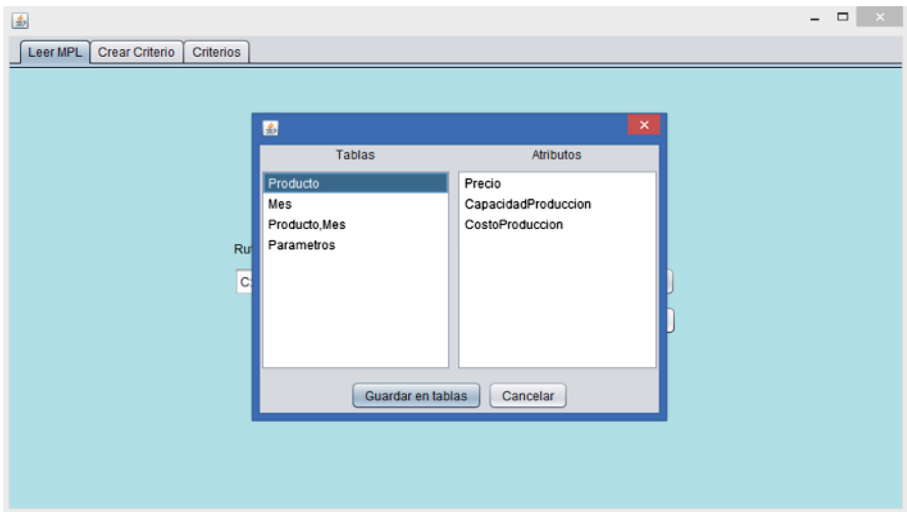 Leer MPL Crear Criterio Criterios
Tablas Atributos
Producto Precio
Mes CapacidadProduccion
Producto,Mes CostoProduccion
Parametros
Guardar en tablas Cancelar